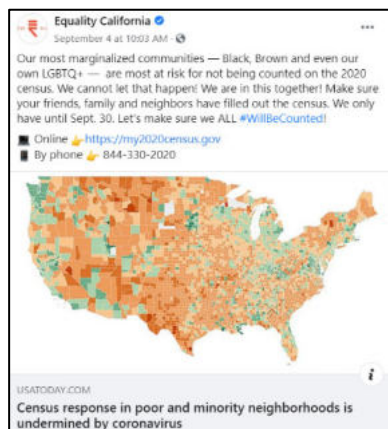 Equality California
September 4 at 10:03 AM ·
Our most marginalized communities — Black, Brown and even our
own LGBTQ+ — are most at risk for not being counted on the 2020
census. We cannot let that happen! We are in this together! Make sure
your friends, family and neighbors have filled out the census. We only
have until Sept. 30. Let's make sure we ALL #WillBeCounted!
Online 👉 https://my2020census.gov
By phone 👉 844-330-2020
USATODAY.COM
Census response in poor and minority neighborhoods is
undermined by coronavirus